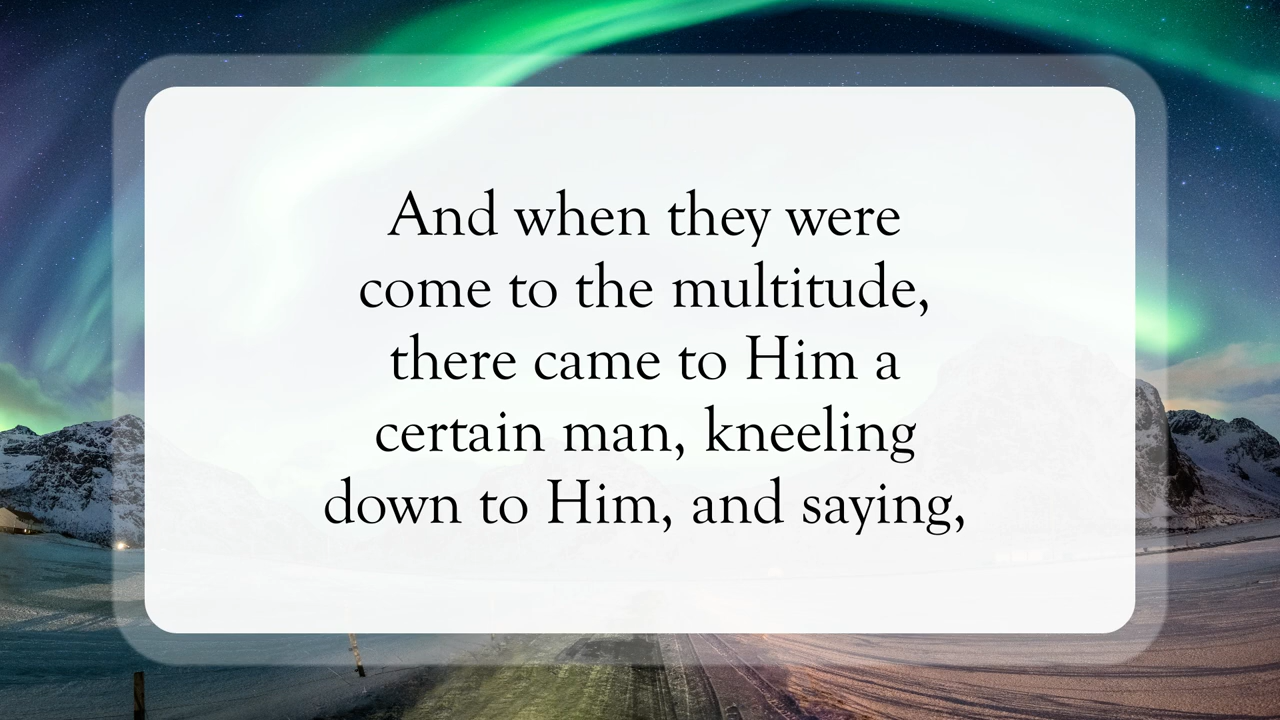 And when they were
come to the multitude,
there came to Him a
certain man, kneeling
down to Him, and saying,